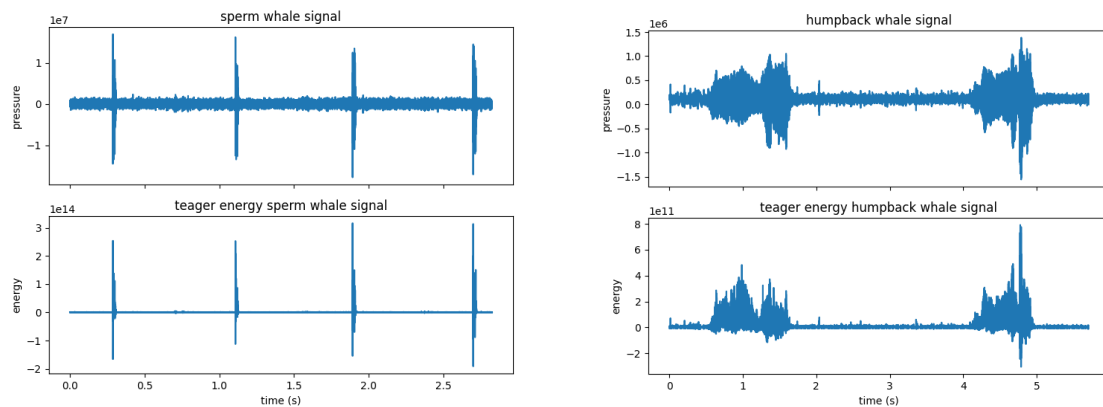 sperm whale signal
1e7
1
0
−1
pressure
teager energy sperm whale signal
1e14
3
2
1
0
−1
−2
energy
0.0 0.5 1.0 1.5 2.0 2.5
time (s)
humpback whale signal
1e6
1.5
1.0
0.5
0.0
−0.5
−1.0
−1.5
pressure
teager energy humpback whale signal
1e11
8
6
4
2
0
−2
energy
0 1 2 3 4 5
time (s)